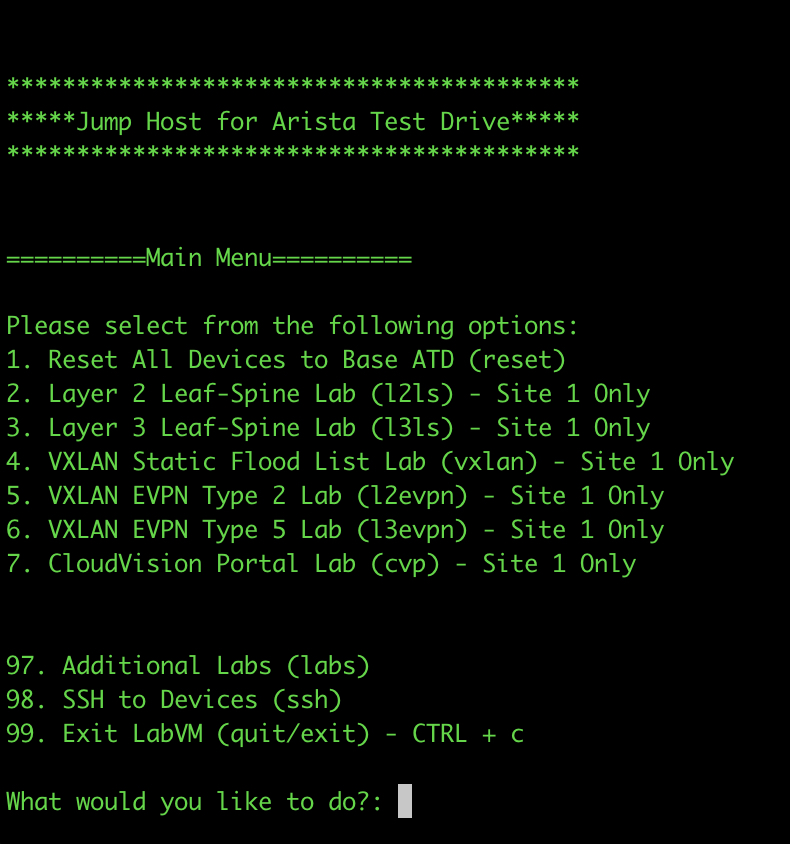 *****************************************
*****Jump Host for Arista Test Drive*****
*****************************************
==========Main Menu==========
Please select from the following options:
1. Reset All Devices to Base ATD (reset)
2. Layer 2 Leaf-Spine Lab (l2ls) - Site 1 Only
3. Layer 3 Leaf-Spine Lab (l3ls) - Site 1 Only
4. VXLAN Static Flood List Lab (vxlan) - Site 1 Only
5. VXLAN EVPN Type 2 Lab (l2evpn) - Site 1 Only
6. VXLAN EVPN Type 5 Lab (l3evpn) - Site 1 Only
7. CloudVision Portal Lab (cvp) - Site 1 Only
97. Additional Labs (labs)
98. SSH to Devices (ssh)
99. Exit LabVM (quit/exit) - CTRL + c
What would you like to do?: